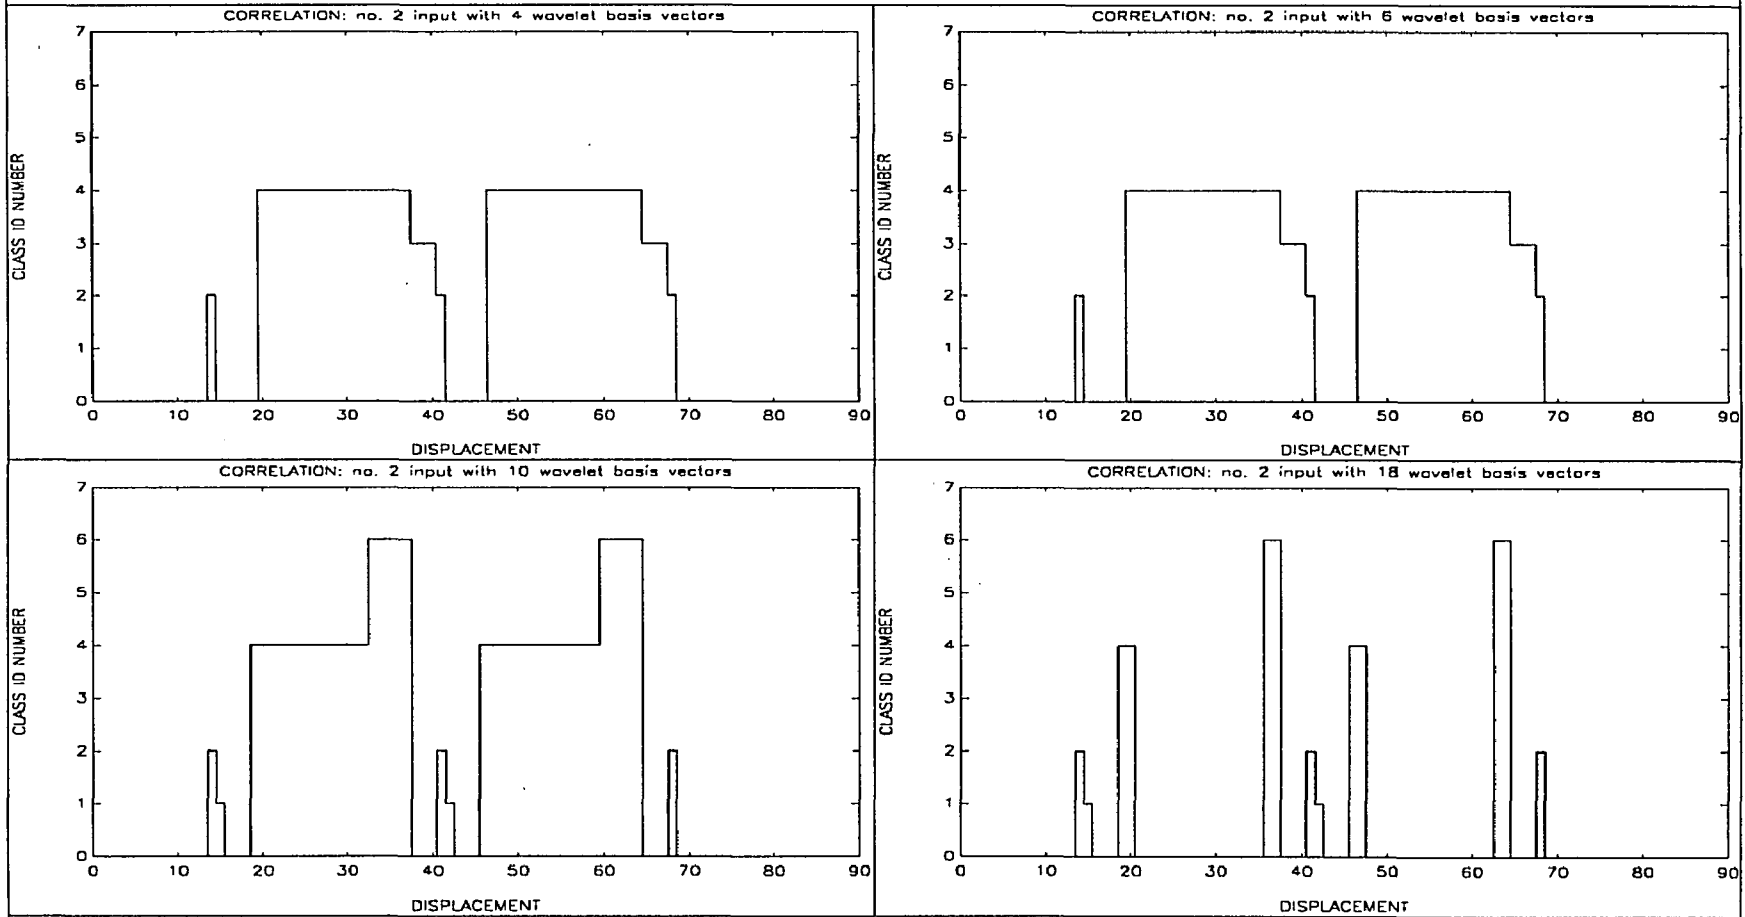 CORRELATION: no. 2 input with 4 wavelet basis vectors
7
6
5
4
3
2
1
0
CLASS ID NUMBER
0 10 20 30 40 50 60 70 80 90
DISPLACEMENT
CORRELATION: no. 2 input with 6 wavelet basis vectors
7
6
5
4
3
2
1
0
CLASS ID NUMBER
0 10 20 30 40 50 60 70 80 90
DISPLACEMENT
CORRELATION: no. 2 input with 10 wavelet basis vectors
7
6
5
4
3
2
1
0
CLASS ID NUMBER
0 10 20 30 40 50 60 70 80 90
DISPLACEMENT
CORRELATION: no. 2 input with 18 wavelet basis vectors
7
6
5
4
3
2
1
0
CLASS ID NUMBER
0 10 20 30 40 50 60 70 80 90
DISPLACEMENT